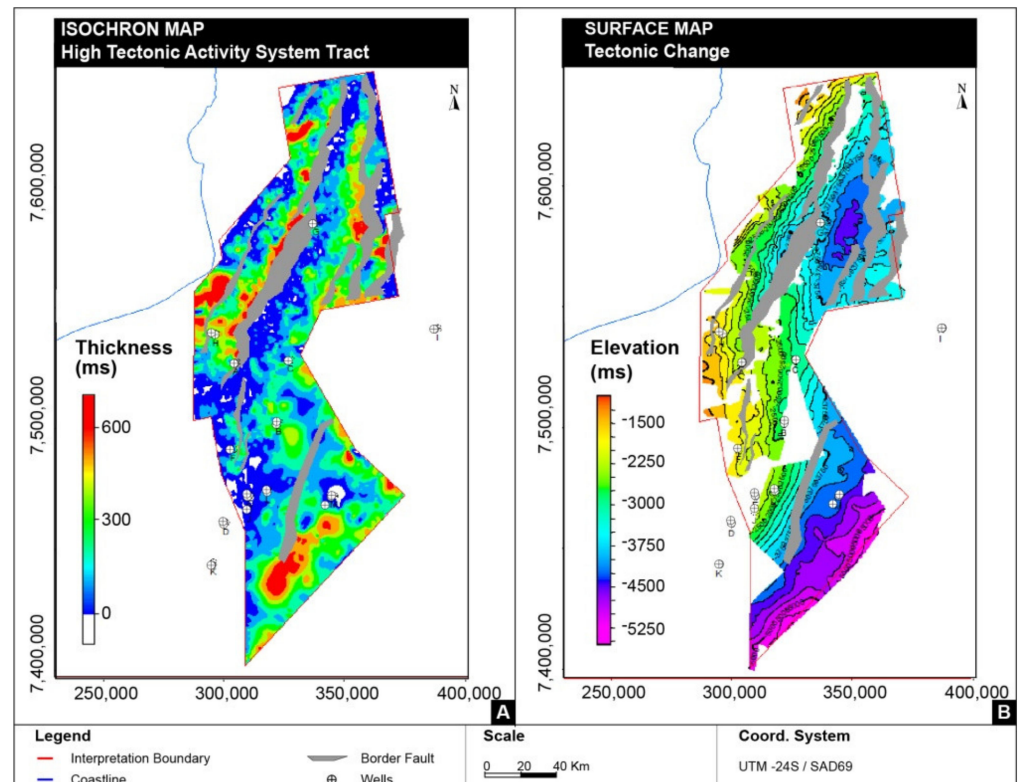 ISOCHRON MAP
High Tectonic Activity System Tract
N
7,600,000
7,500,000
7,400,000
Thickness
(ms)
600
300
0
H
I
D
K
250,000
300,000
350,000
400,000
A
SURFACE MAP
Tectonic Change
N
7,600,000
7,500,000
7,400,000
Elevation
(ms)
-1500
-2250
-3000
-3750
-4500
-5250
I
D
K
250,000
300,000
350,000
400,000
B
Legend
Interpretation Boundary
Border Fault
Coastline
Wells
Scale
0 20 40 Km
Coord. System
UTM -24S / SAD69